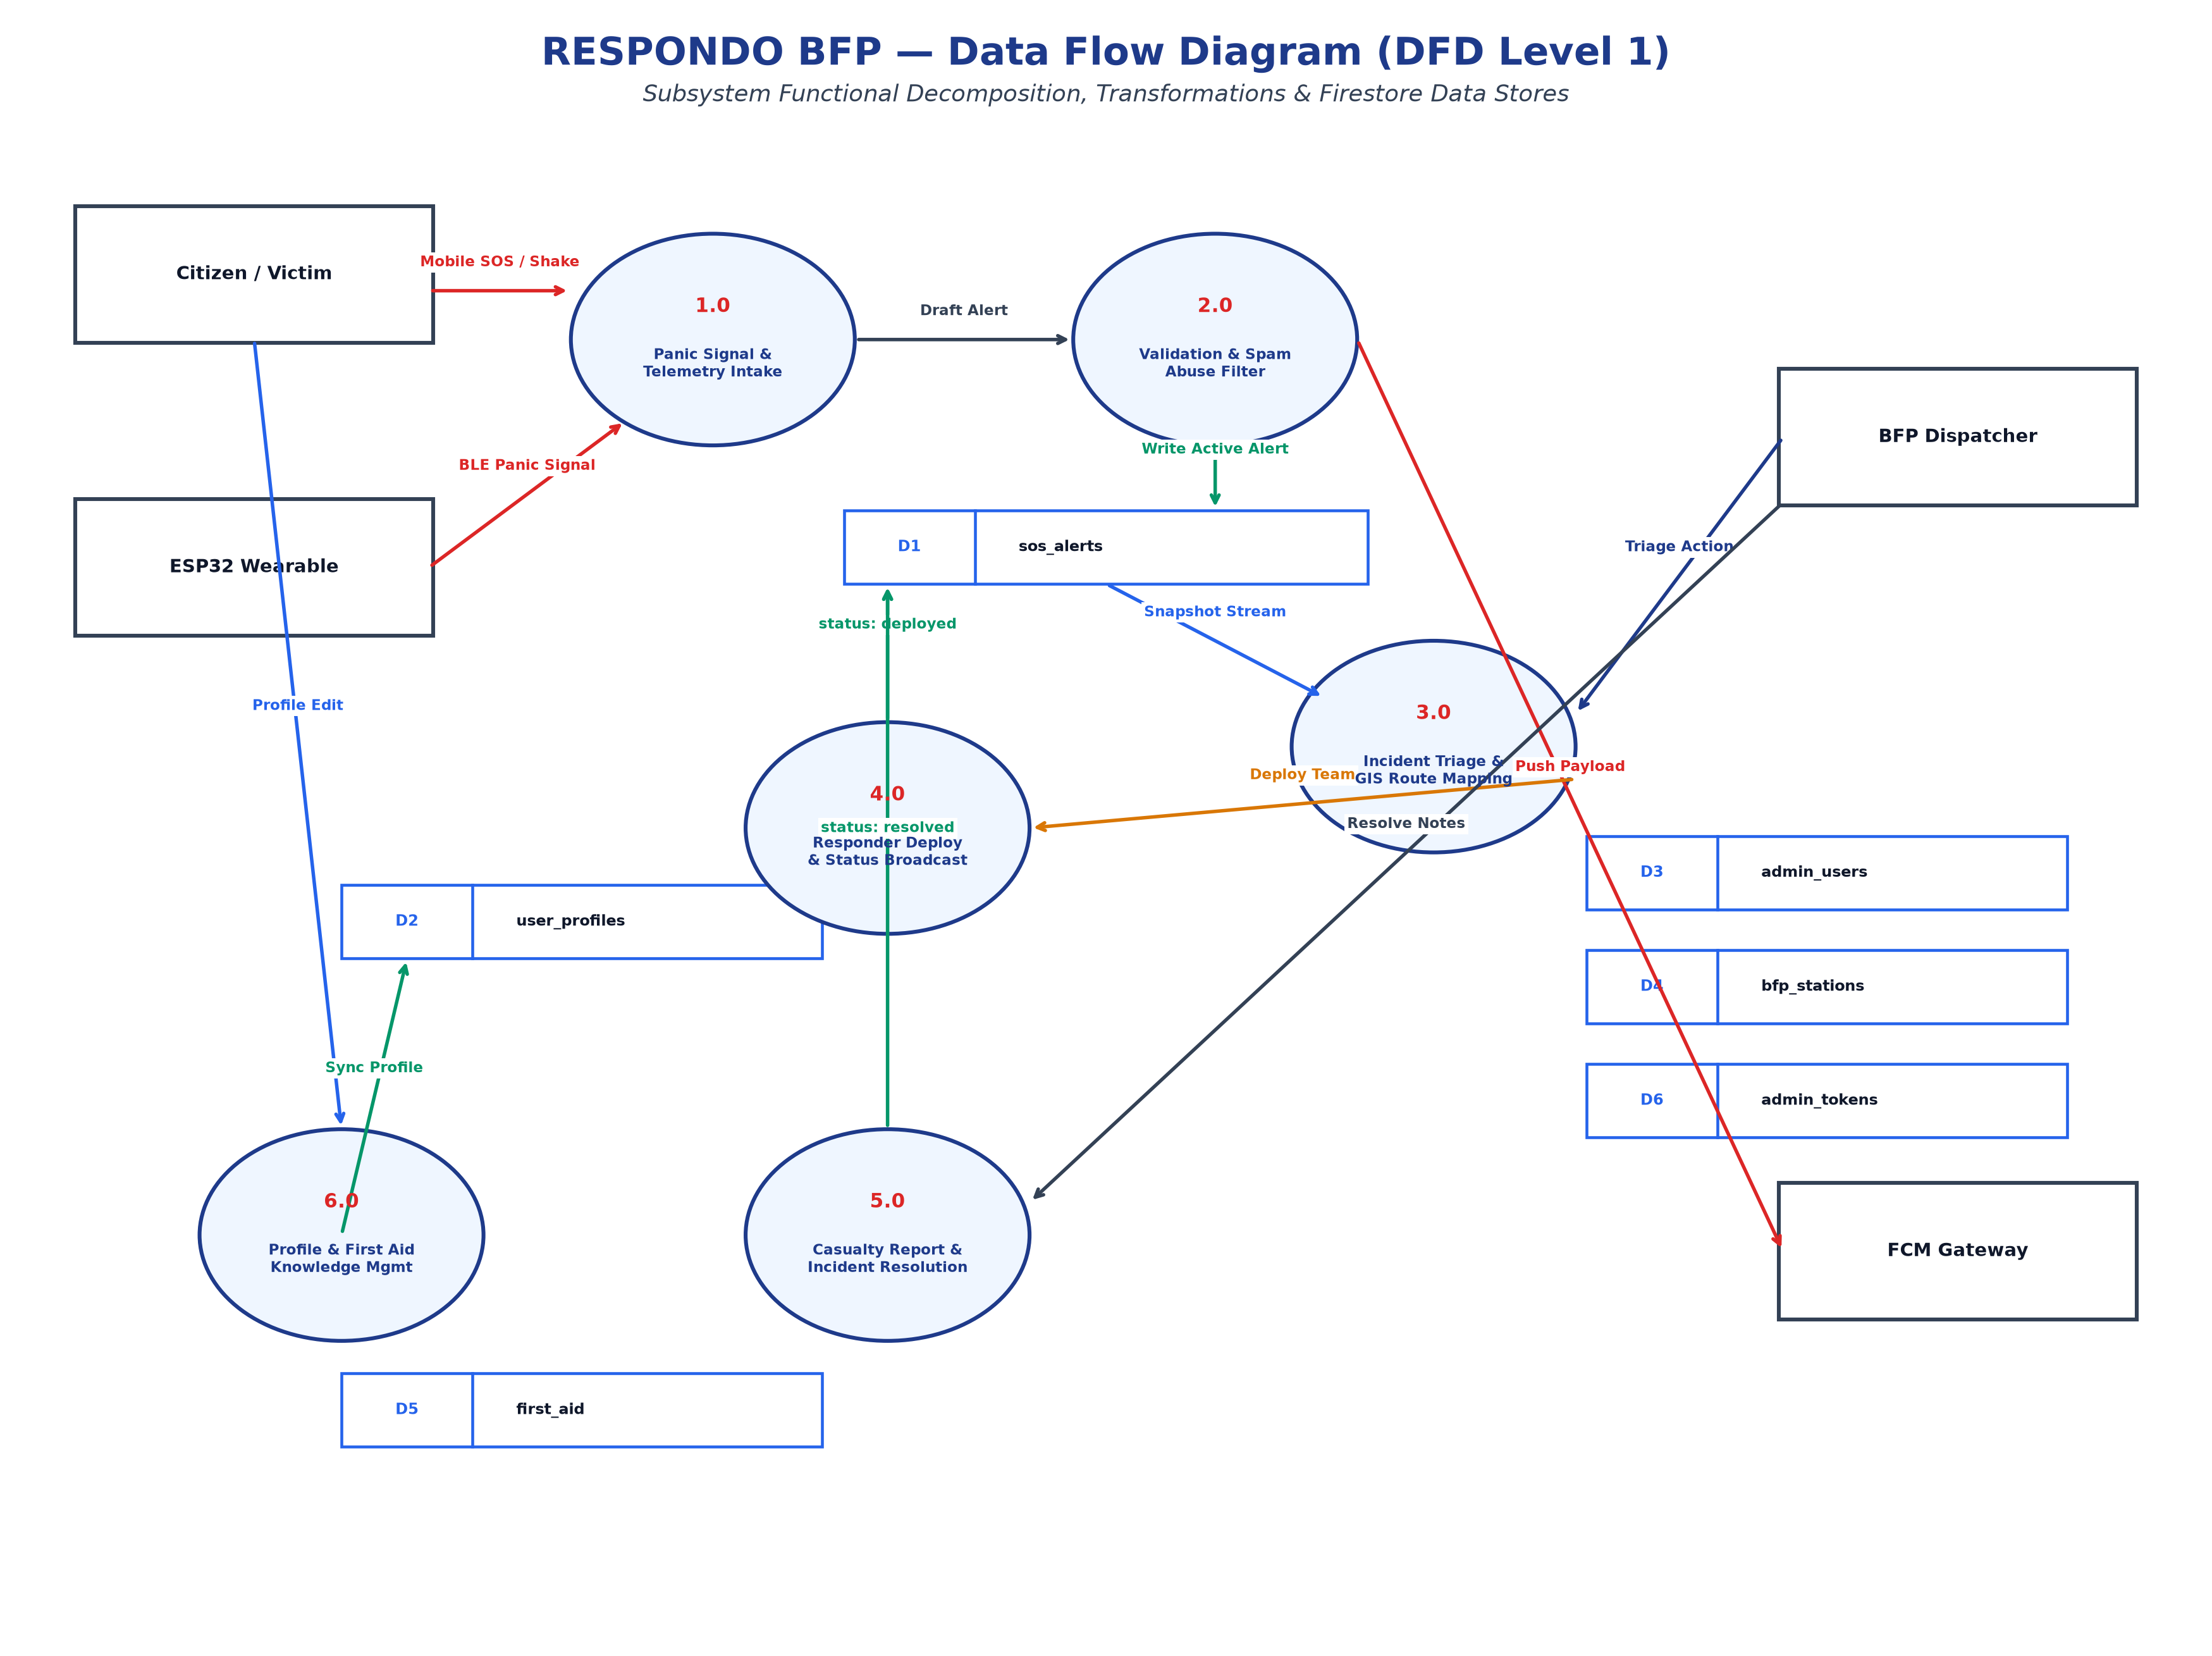 RESPONDO BFP — Data Flow Diagram (DFD Level 1)
Subsystem Functional Decomposition, Transformations & Firestore Data Stores
Citizen / Victim
Mobile SOS / Shake
1.0
Panic Signal &
Telemetry Intake
Draft Alert
2.0
Validation & Spam
Abuse Filter
BFP Dispatcher
BLE Panic Signal
Write Active Alert
ESP32 Wearable
D1
sos_alerts
Triage Action
status: deployed
Snapshot Stream
Profile Edit
3.0
Incident Triage &
GIS Route Mapping
Push Payload
Deploy Team
4.0
status: resolved
Responder Deploy
& Status Broadcast
Resolve Notes
D3
admin_users
D2
user_profiles
D4
bfp_stations
Sync Profile
D6
admin_tokens
6.0
Profile & First Aid
Knowledge Mgmt
5.0
Casualty Report &
Incident Resolution
FCM Gateway
D5
first_aid